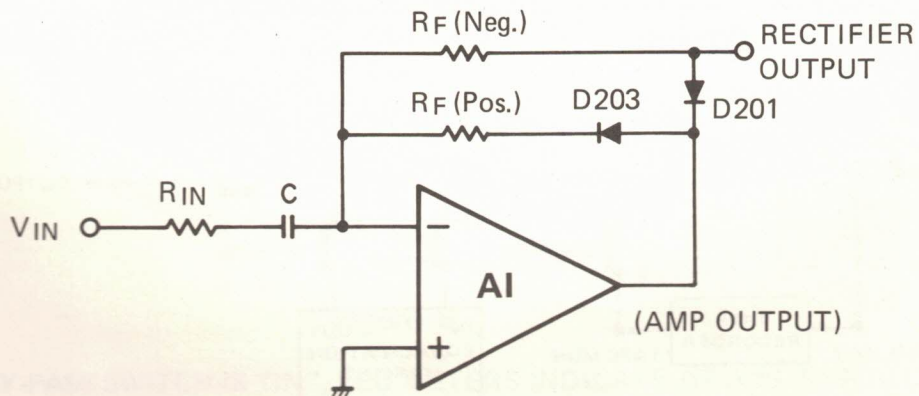 RF (Neg.)
RECTIFIER
OUTPUT
RF (Pos.)
D203
D201
RIN
C
VIN
−
AI
+
(AMP OUTPUT)